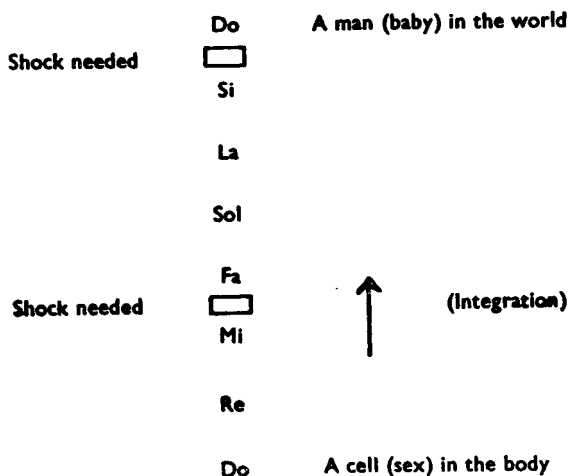 Do A man (baby) in the world
Shock needed
Si
La
Sol
Fa
Shock needed (Integration)
Mi
Re
Do A cell (sex) in the body